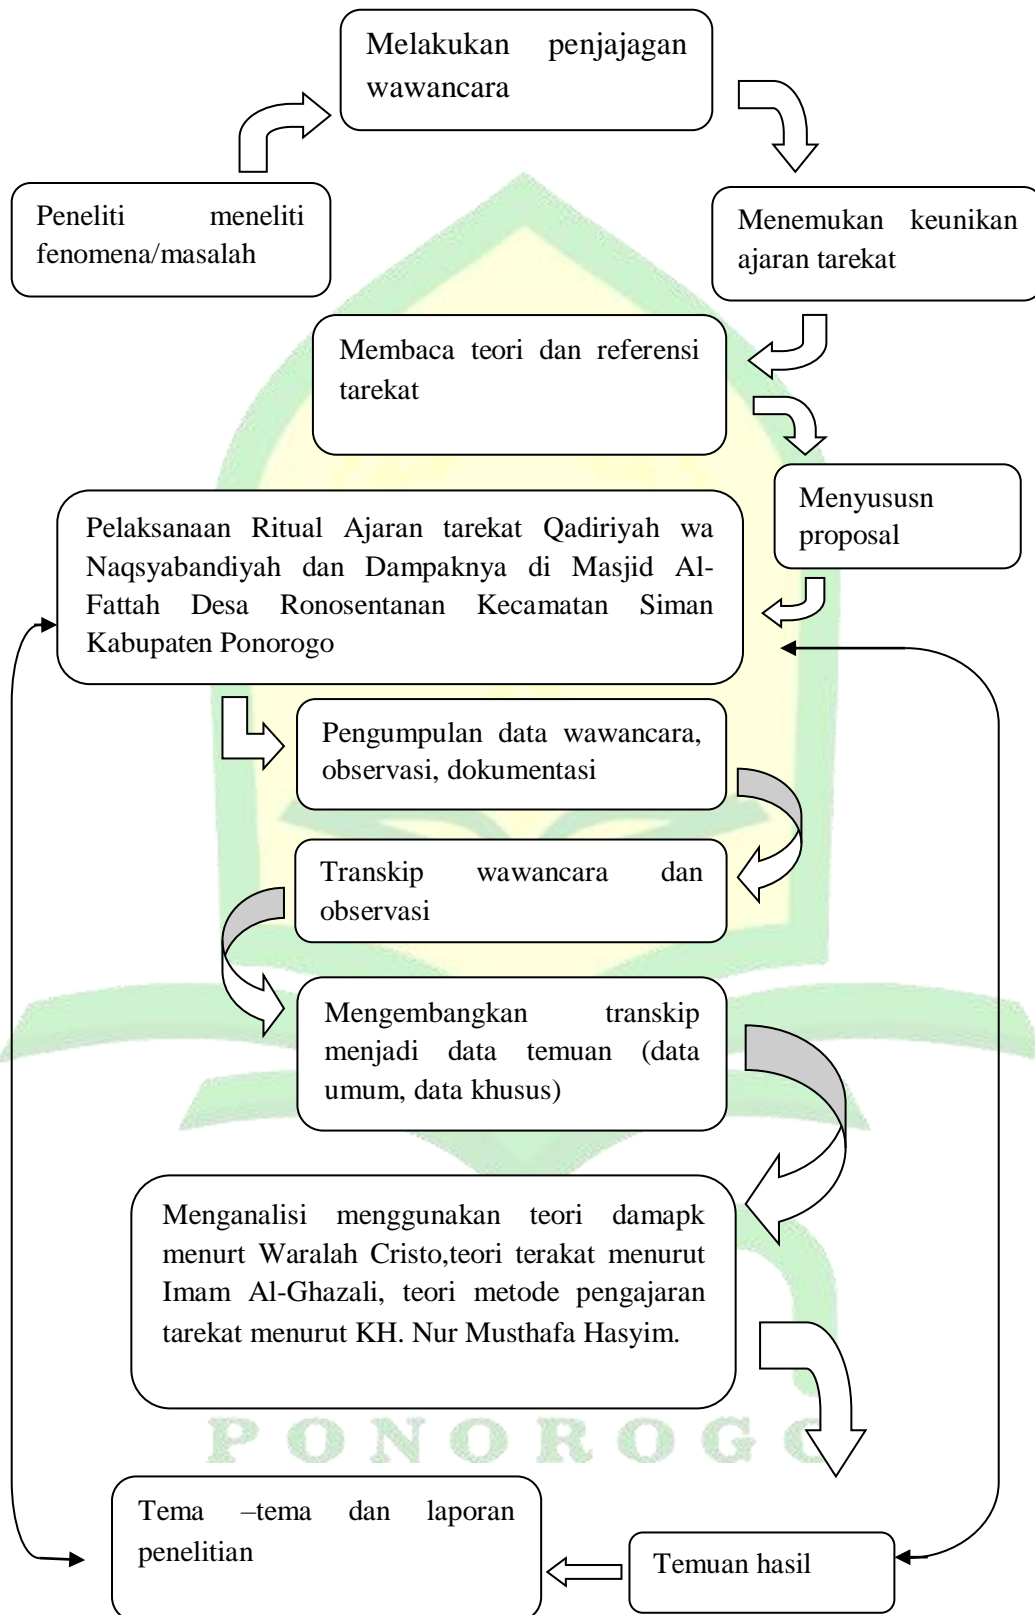 Melakukan penjajagan
wawancara
Peneliti meneliti
fenomena/masalah
Menemukan keunikan
ajaran tarekat
Membaca teori dan referensi
tarekat
Menyususn
proposal
Pelaksanaan Ritual Ajaran tarekat Qadiriyah wa
Naqsyabandiyah dan Dampaknya di Masjid Al-
Fattah Desa Ronosentanan Kecamatan Siman
Kabupaten Ponorogo
Pengumpulan data wawancara,
observasi, dokumentasi
Transkip wawancara dan
observasi
Mengembangkan transkip
menjadi data temuan (data
umum, data khusus)
Menganalisi menggunakan teori damapk
menurt Waralah Cristo,teori terakat menurut
Imam Al-Ghazali, teori metode pengajaran
tarekat menurut KH. Nur Musthafa Hasyim.
PONOROGO
Tema –tema dan laporan
penelitian
Temuan hasil